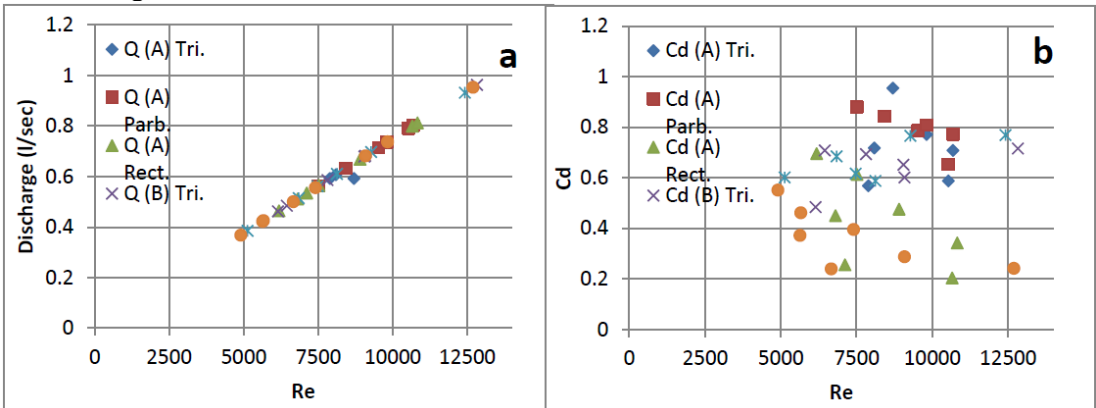 1.2
1
0.8
0.6
0.4
0.2
0
Discharge (l/sec)
Q (A) Tri.
Q (A)
Parb.
Q (A)
Rect.
Q (B) Tri.
a
0 5000 7500 10000 12500
Re
1.2
1
0.8
0.6
0.4
0.2
0
Cd
Cd (A) Tri.
Cd (A)
Parb.
Cd (A)
Rect.
Cd (B) Tri.
b
0 5000 7500 10000 12500
Re